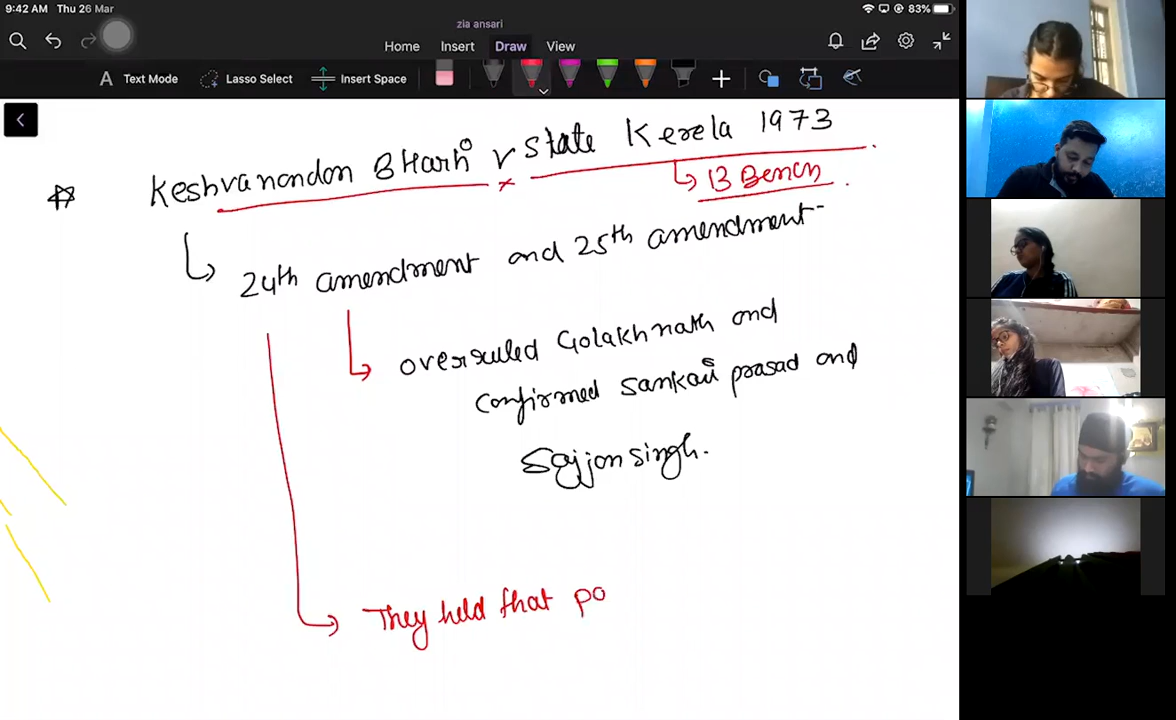 9:42 AM Thu 26 Mar
83%
zia ansari
Home Insert Draw View
Text Mode Lasso Select Insert Space
Keshvanandan Bharti v State Kerela 1973
13 Bench
24th amendment and 25th amendment
overruled Golakhnath and
confirmed Sankari prasad and
Sajjan singh.
They held that po